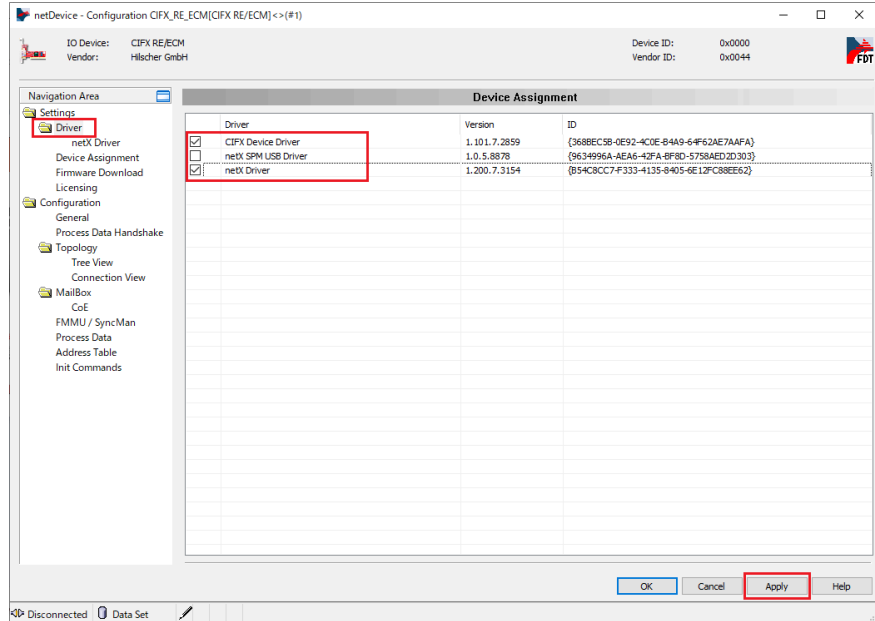 netDevice - Configuration CIFX_RE_ECM[CIFX RE/ECM]<>(#1)
IO Device: CIFX RE/ECM Device ID: 0x0000
Vendor: Hilscher GmbH Vendor ID: 0x0044
FDT
Navigation Area
Settings
Driver
netX Driver
Device Assignment
Firmware Download
Licensing
Configuration
General
Process Data Handshake
Topology
Tree View
Connection View
MailBox
CoE
FMMU / SyncMan
Process Data
Address Table
Init Commands
Device Assignment
Driver Version ID
CIFX Device Driver 1.101.7.2859 {368BEC5B-0E92-4C0E-B4A9-64F62AE7AAFA}
netX SPM USB Driver 1.0.5.8878 {9634996A-AEA6-42FA-BF8D-5758AED2D303}
netX Driver 1.200.7.3154 {B54C8CC7-F333-4135-8405-6E12FC88EE62}
OK Cancel Apply Help
Disconnected Data Set